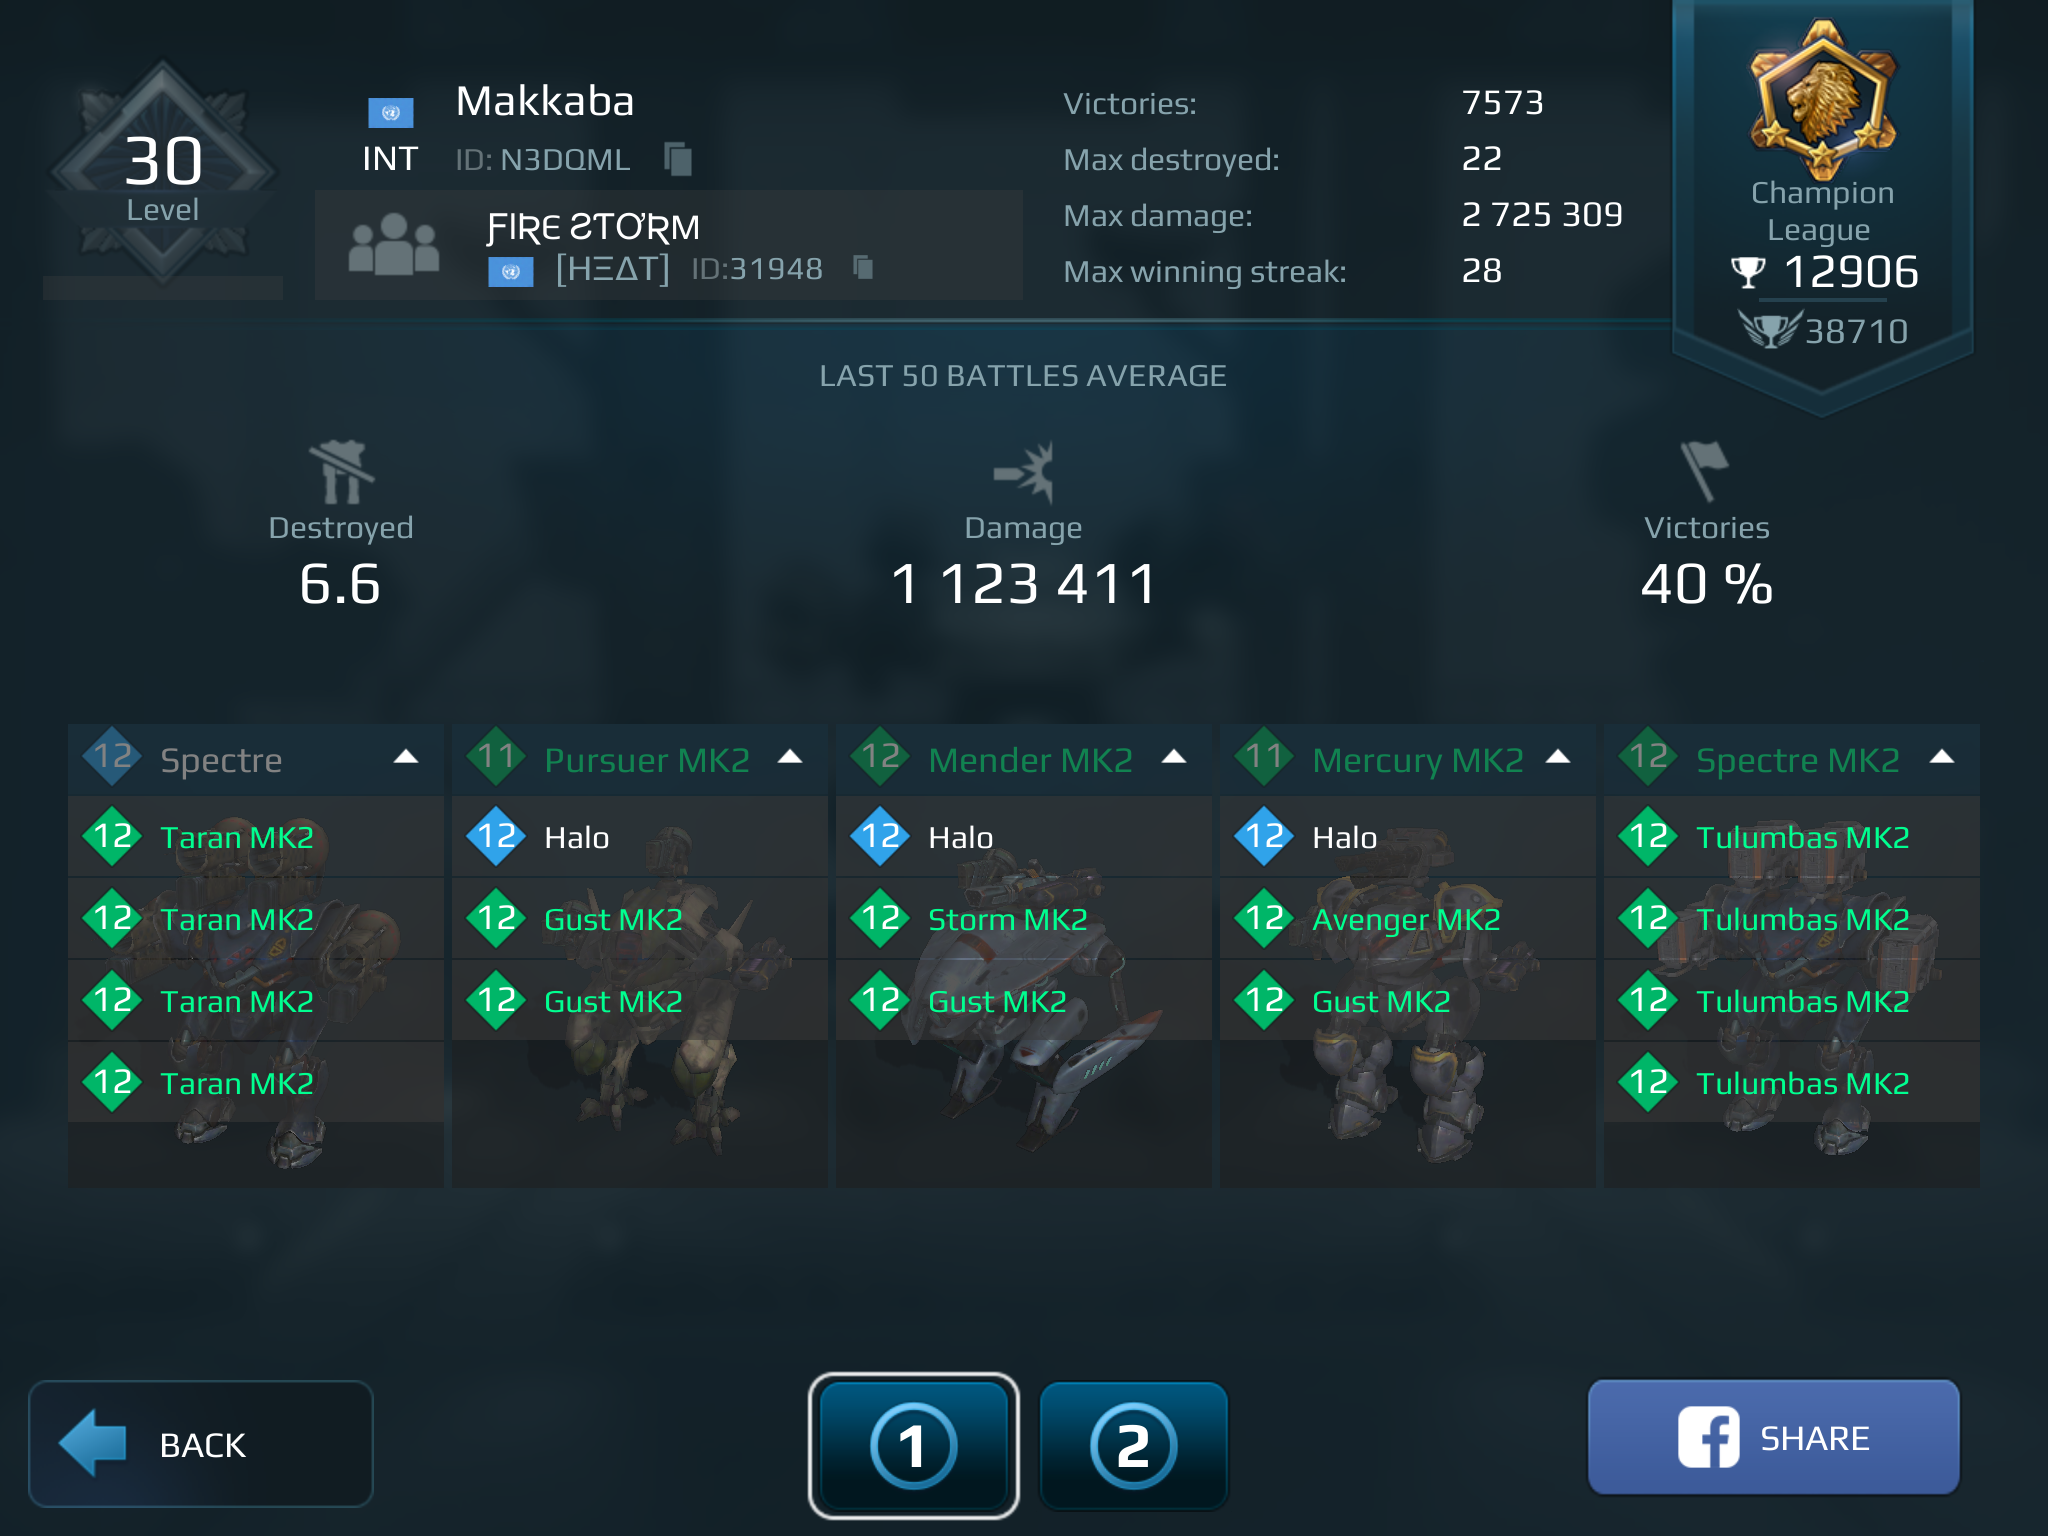 30
Level
Makkaba
INT
ID: N3DQML
ƑIƦЄ ƧTƠƦM
[HΞΔT] ID:31948
Victories: 7573
Max destroyed: 22
Max damage: 2 725 309
Max winning streak: 28
Champion
League
12906
38710
LAST 50 BATTLES AVERAGE
Destroyed
6.6
Damage
1 123 411
Victories
40 %
12 Spectre
12 Taran MK2
12 Taran MK2
12 Taran MK2
12 Taran MK2
11 Pursuer MK2
12 Halo
12 Gust MK2
12 Gust MK2
12 Mender MK2
12 Halo
12 Storm MK2
12 Gust MK2
11 Mercury MK2
12 Halo
12 Avenger MK2
12 Gust MK2
12 Spectre MK2
12 Tulumbas MK2
12 Tulumbas MK2
12 Tulumbas MK2
12 Tulumbas MK2
BACK
1
2
SHARE